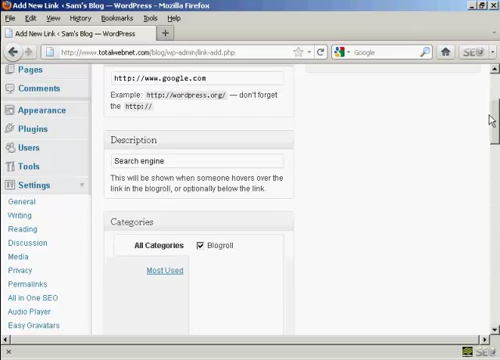 Add New Link ‹ Sam's Blog — WordPress — Mozilla Firefox
File Edit View History Bookmarks Tools Help
Add New Link ‹ Sam's Blog — WordPress
http://www.totalwebnet.com/blog/wp-admin/link-add.php
Google
SEO
Pages
Comments
Appearance
Plugins
Users
Tools
Settings
General
Writing
Reading
Discussion
Media
Privacy
Permalinks
All in One SEO
Audio Player
Easy Gravatars
http://www.google.com
Example: http://wordpress.org/ — don't forget
the http://
Description
Search engine
This will be shown when someone hovers over the
link in the blogroll, or optionally below the link.
Categories
All Categories
Blogroll
Most Used
SEO